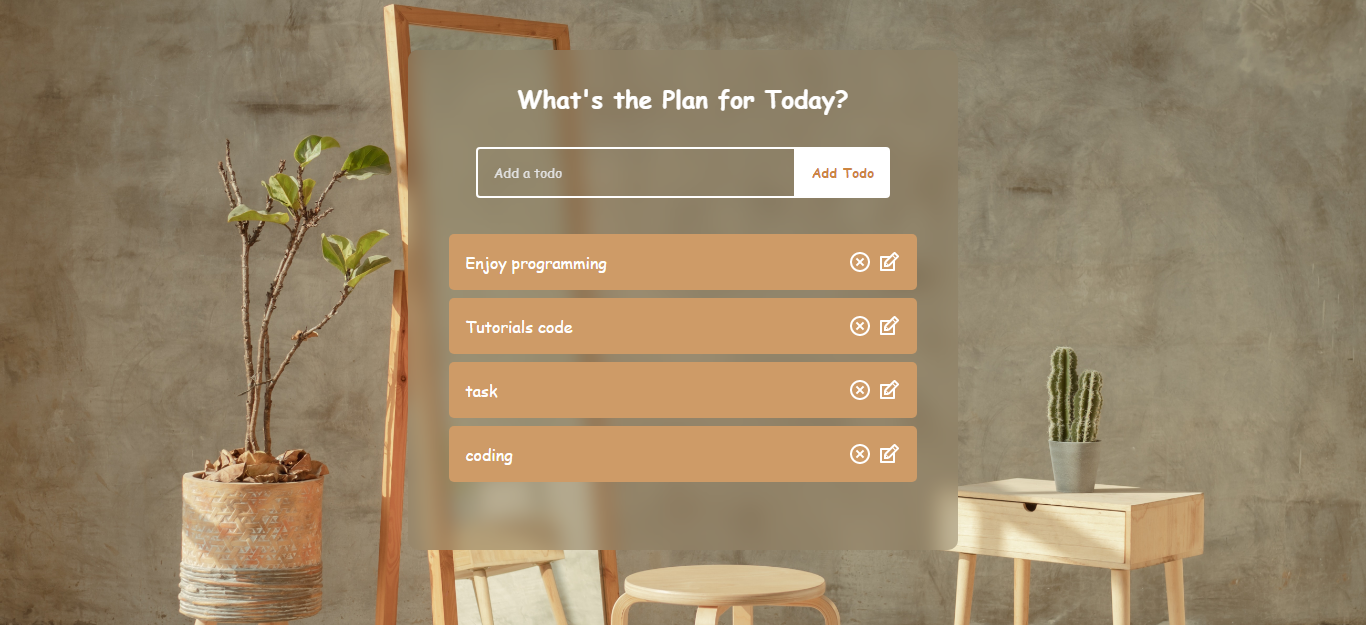 What's the Plan for Today?
Add a todo
Add Todo
Enjoy programming
Tutorials code
task
coding